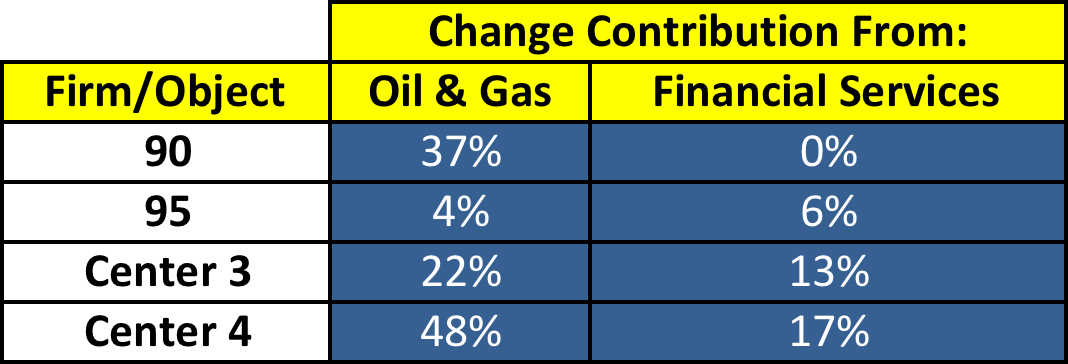 Change Contribution From:
Firm/Object Oil & Gas Financial Services
90 37% 0%
95 4% 6%
Center 3 22% 13%
Center 4 48% 17%